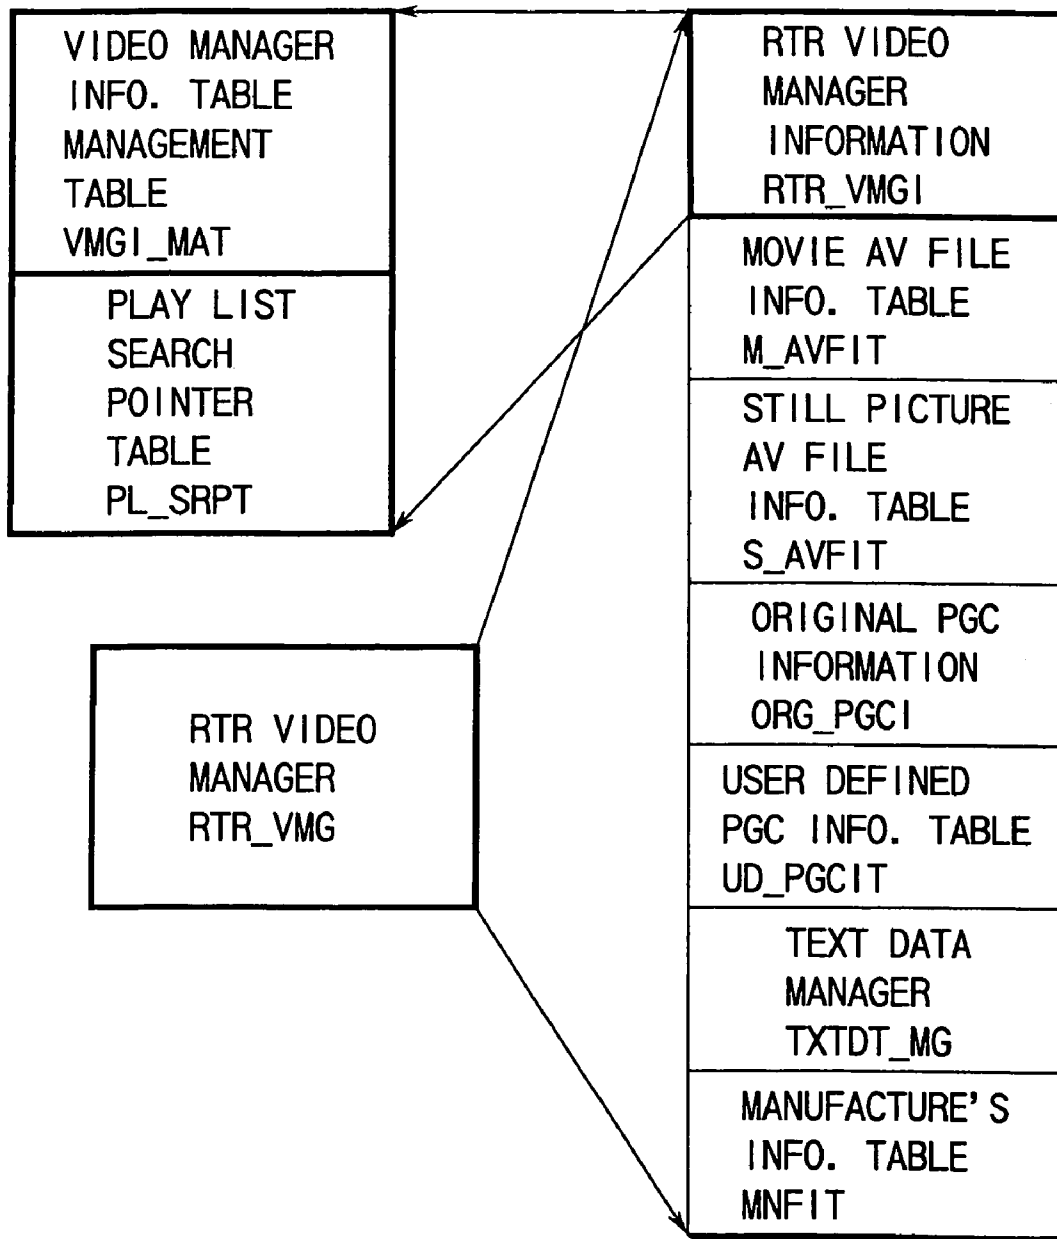 VIDEO MANAGER
INFO. TABLE
MANAGEMENT
TABLE
VMGI_MAT
PLAY LIST
SEARCH
POINTER
TABLE
PL_SRPT
RTR VIDEO
MANAGER
RTR_VMG
RTR VIDEO
MANAGER
INFORMATION
RTR_VMGI
MOVIE AV FILE
INFO. TABLE
M_AVFIT
STILL PICTURE
AV FILE
INFO. TABLE
S_AVFIT
ORIGINAL PGC
INFORMATION
ORG_PGCI
USER DEFINED
PGC INFO. TABLE
UD_PGCIT
TEXT DATA
MANAGER
TXTDT_MG
MANUFACTURE'S
INFO. TABLE
MNFIT